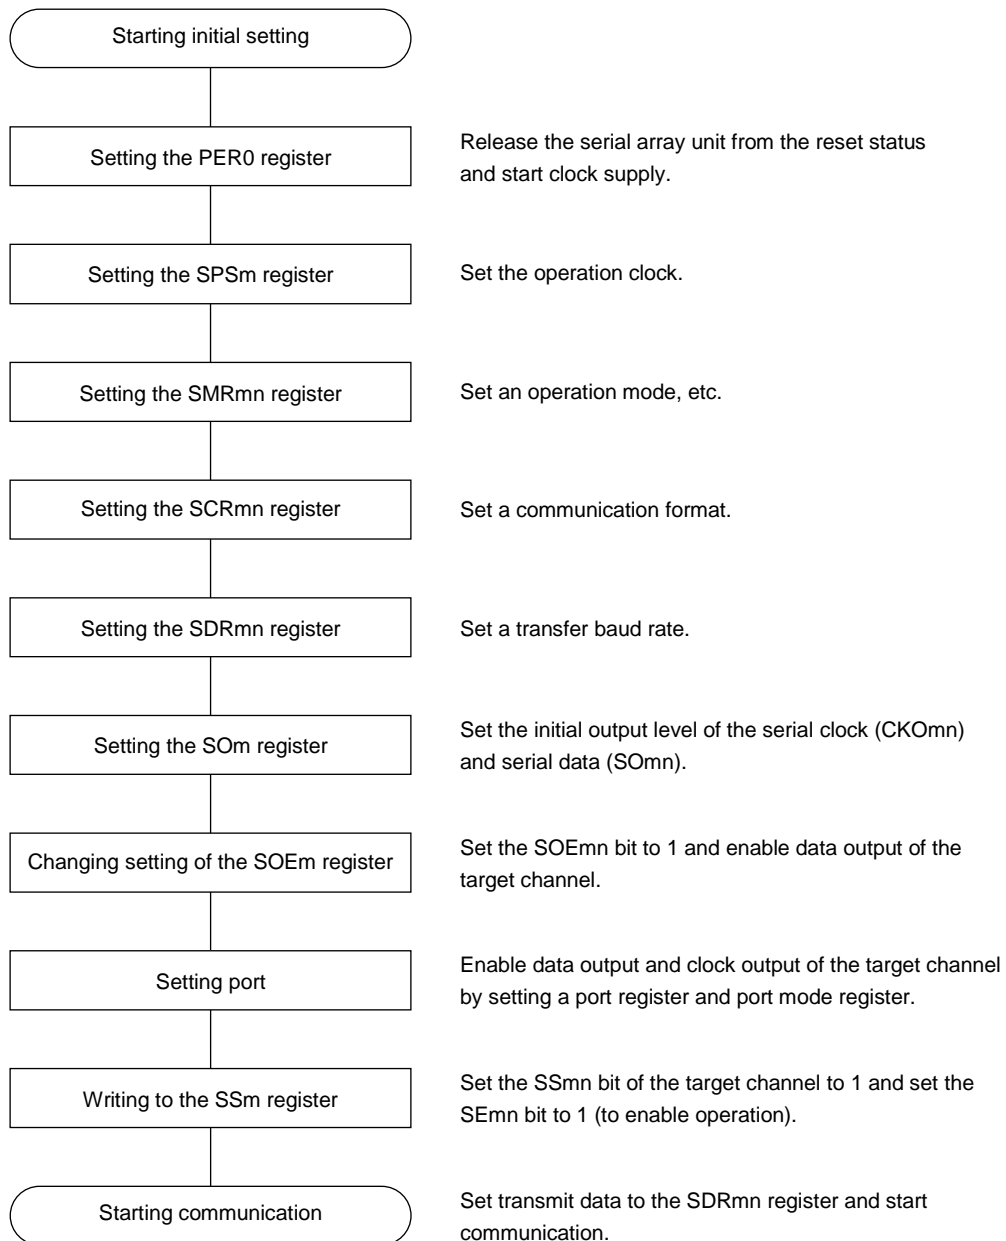 Starting initial setting
Setting the PER0 register
Release the serial array unit from the reset status
and start clock supply.
Setting the SPSm register
Set the operation clock.
Setting the SMRmn register
Set an operation mode, etc.
Setting the SCRmn register
Set a communication format.
Setting the SDRmn register
Set a transfer baud rate.
Setting the SOm register
Set the initial output level of the serial clock (CKOmn)
and serial data (SOmn).
Changing setting of the SOEm register
Set the SOEmn bit to 1 and enable data output of the
target channel.
Setting port
Enable data output and clock output of the target channel
by setting a port register and port mode register.
Writing to the SSm register
Set the SSmn bit of the target channel to 1 and set the
SEmn bit to 1 (to enable operation).
Starting communication
Set transmit data to the SDRmn register and start
communication.